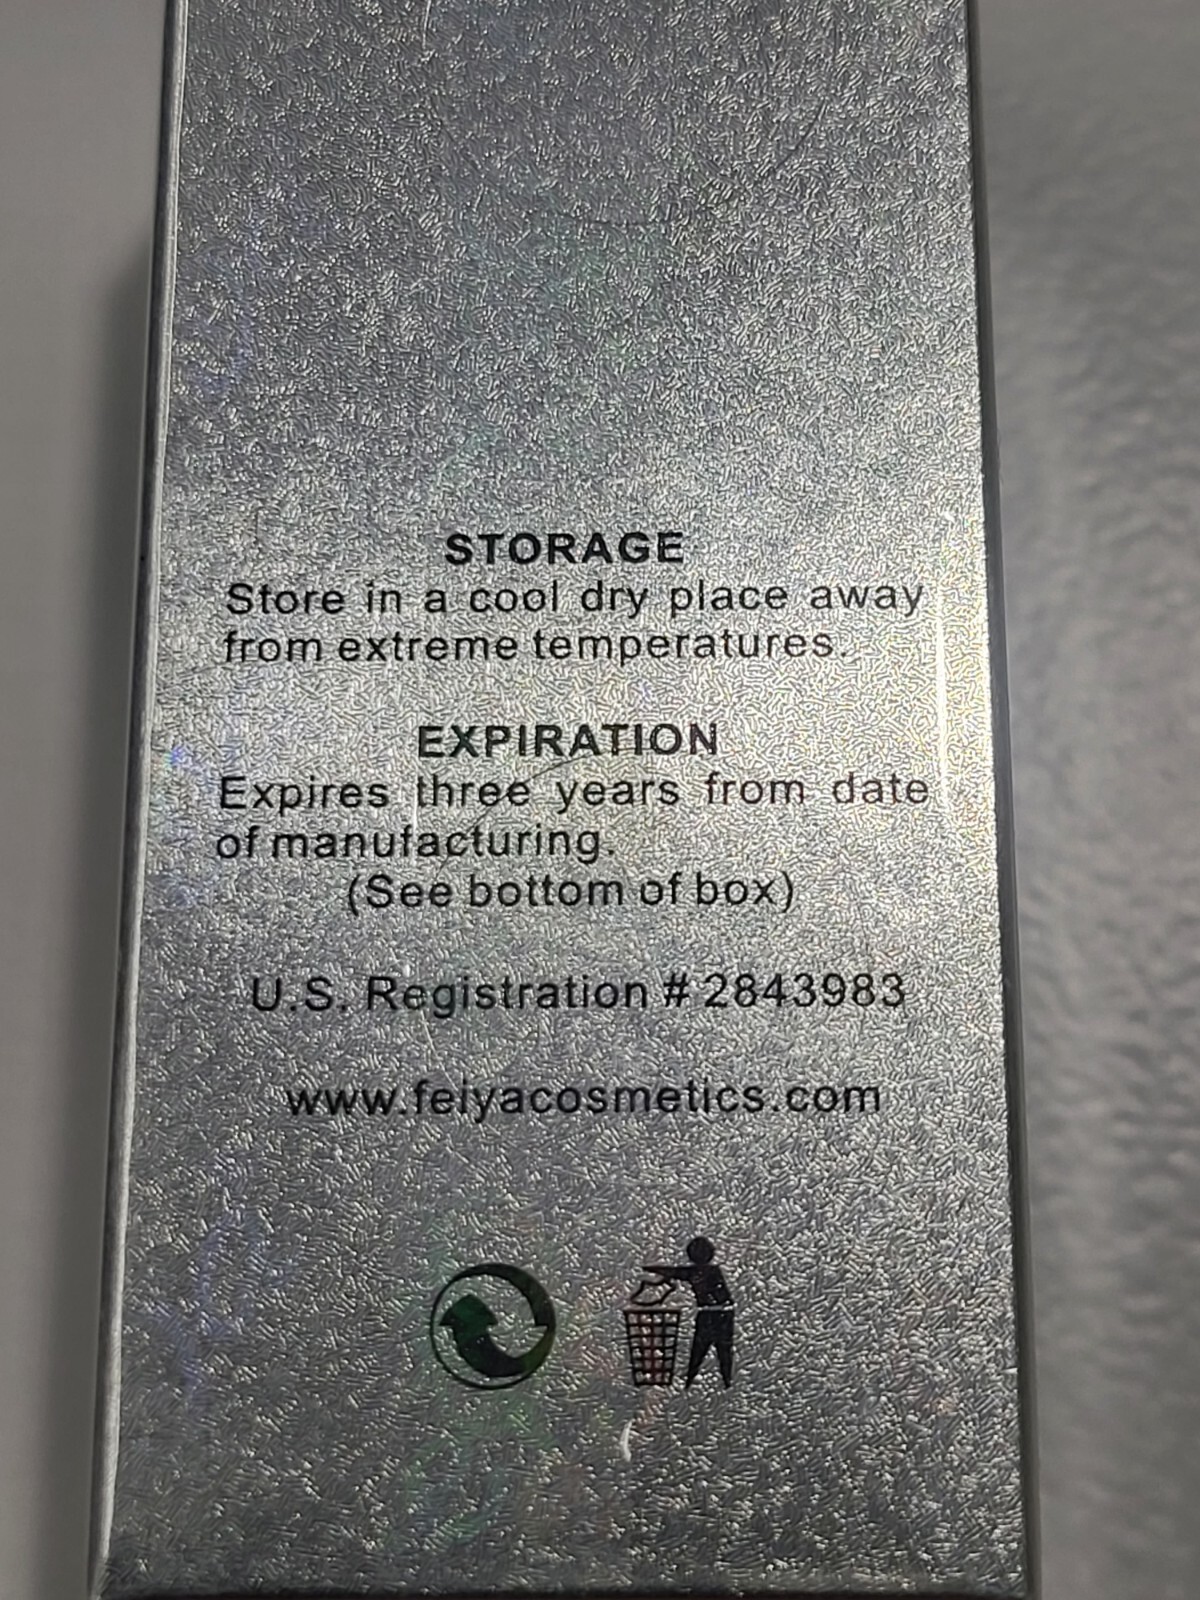 STORAGE
Store in a cool dry place away
from extreme temperatures.
EXPIRATION
Expires three years from date
of manufacturing.
(See bottom of box)
U.S. Registration # 2843983
www.feiyacosmetics.com